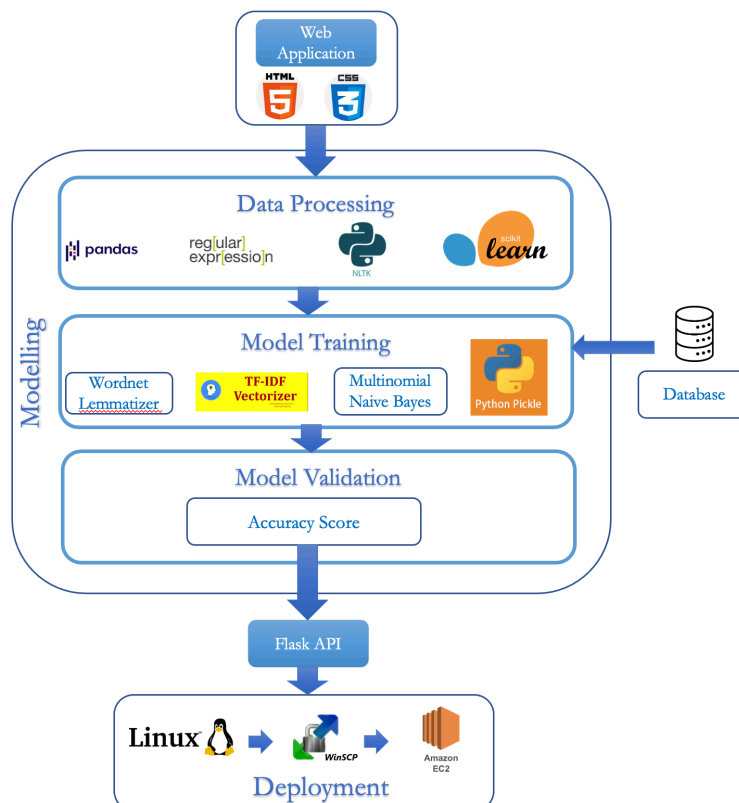 Web
Application
HTML
5
CSS
3
Data Processing
pandas
reg[ular]
expr[essio]n
NLTK
scikit
learn
Modelling
Model Training
Wordnet
Lemmatizer
TF-IDF
Vectorizer
Multinomial
Naive Bayes
Python Pickle
Database
Model Validation
Accuracy Score
Flask API
Linux™
WinSCP
Amazon
EC2
Deployment